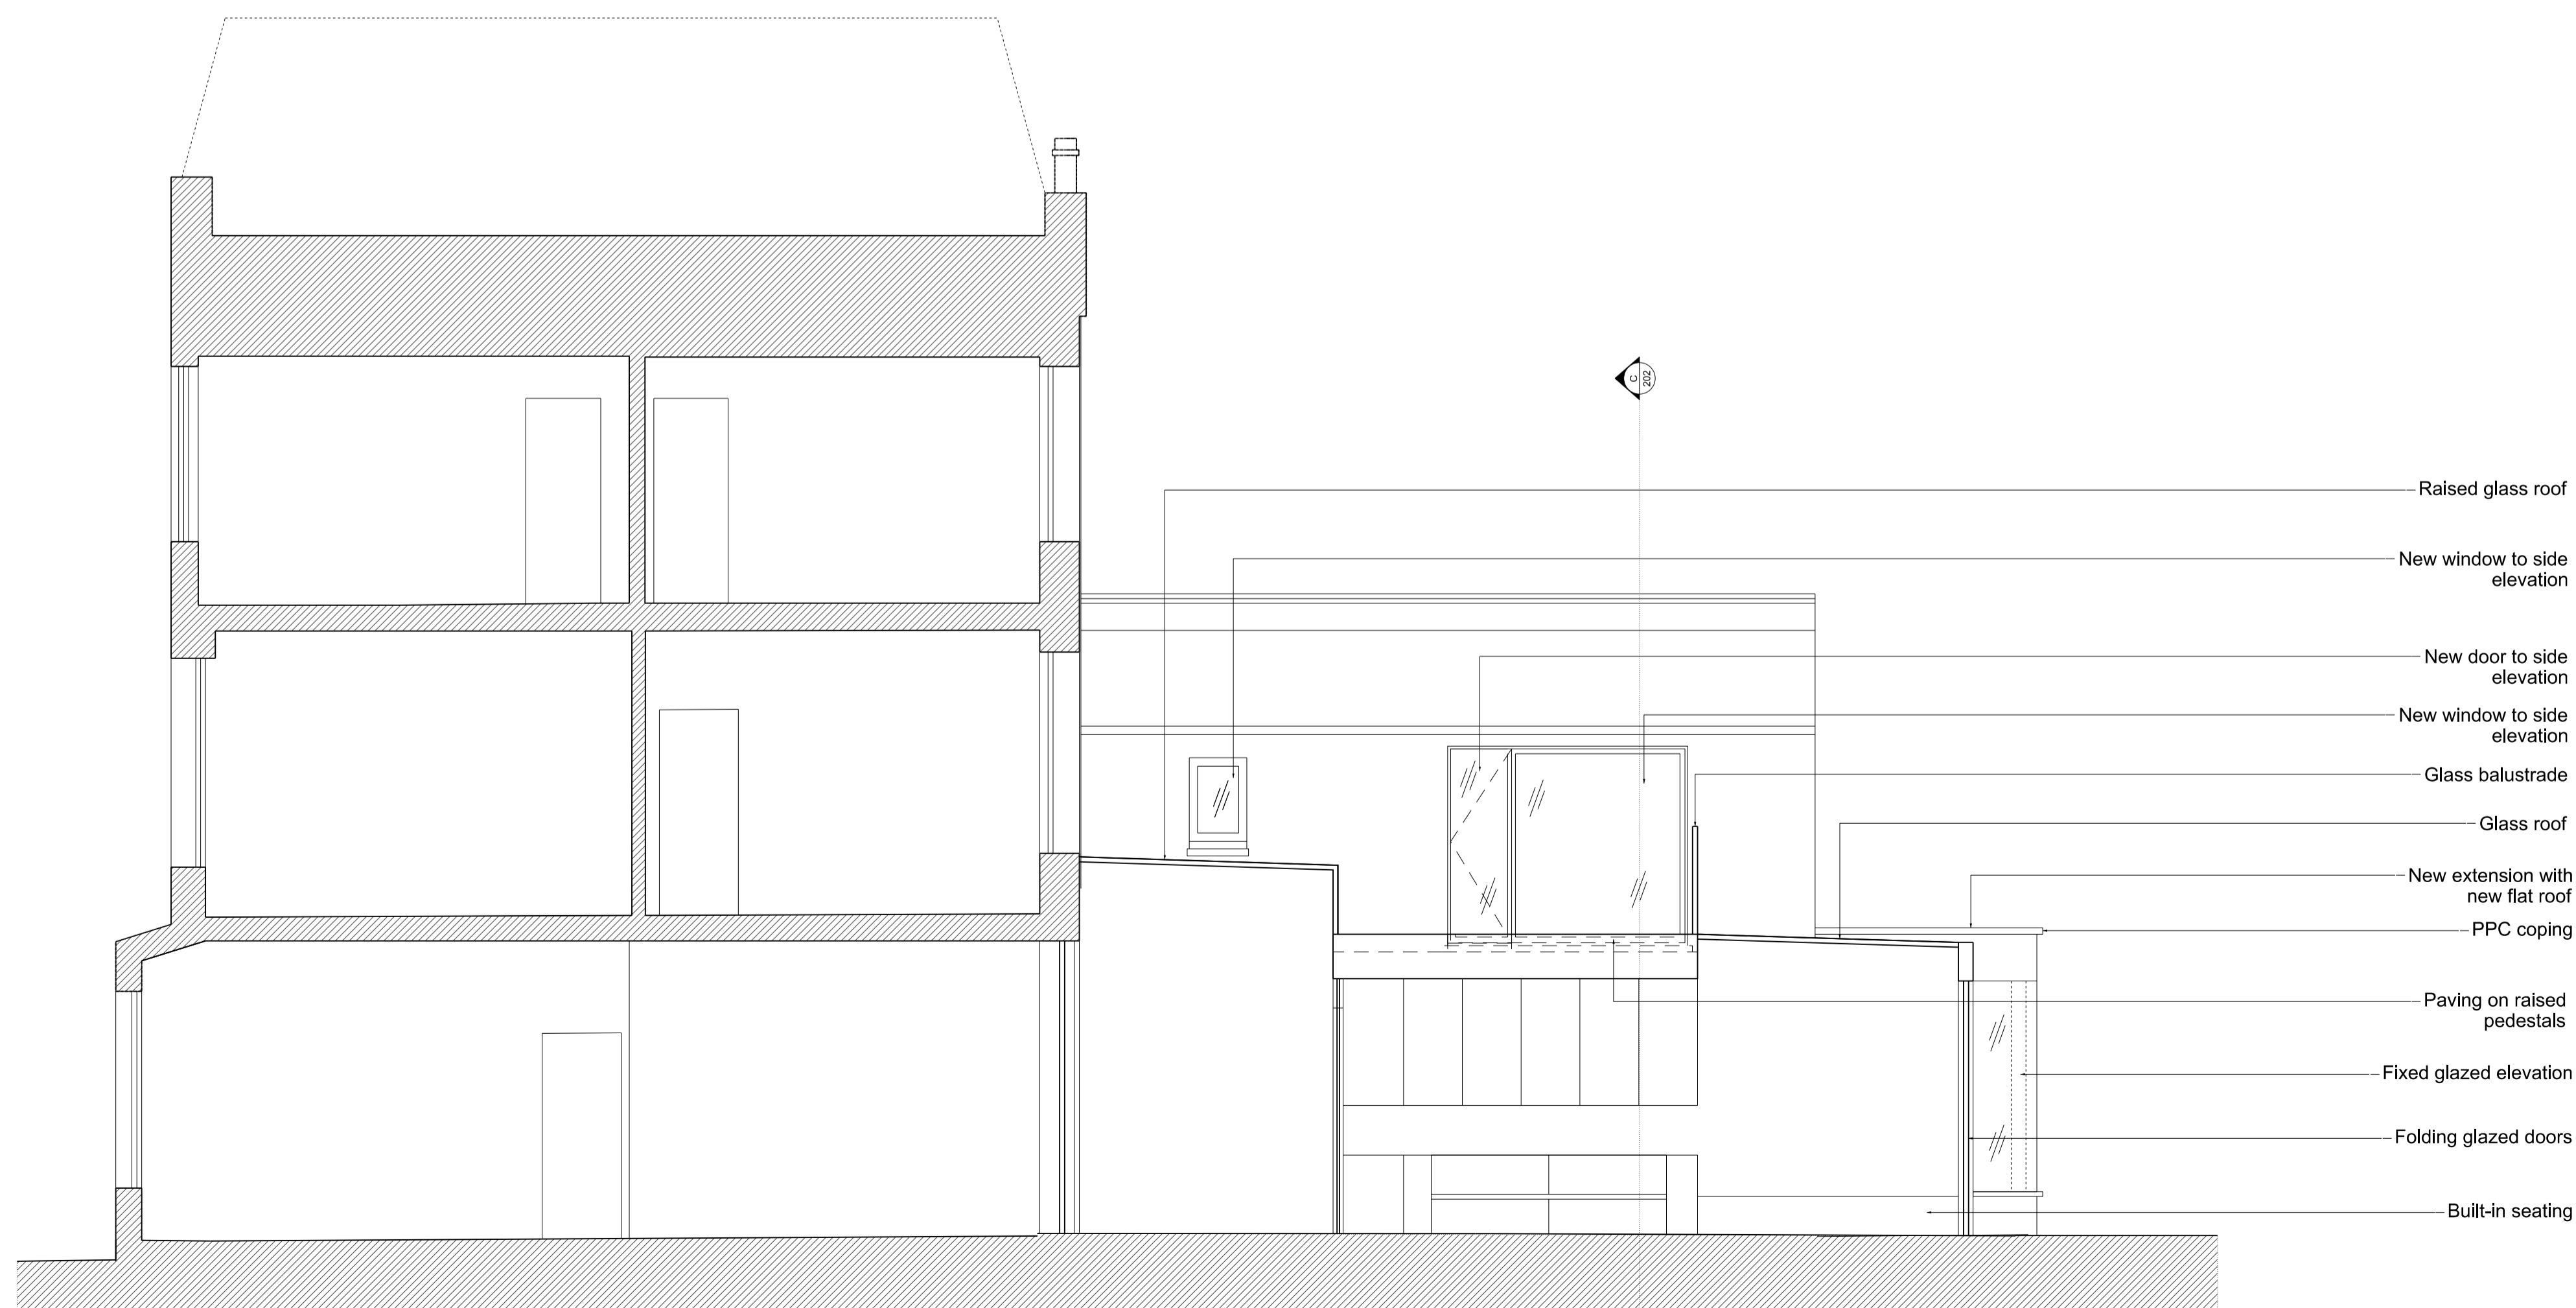 C
202
Raised glass roof
New window to side
elevation
New door to side
elevation
New window to side
elevation
Glass balustrade
Glass roof
New extension with
new flat roof
PPC coping
Paving on raised
pedestals
Fixed glazed elevation
Folding glazed doors
Built-in seating